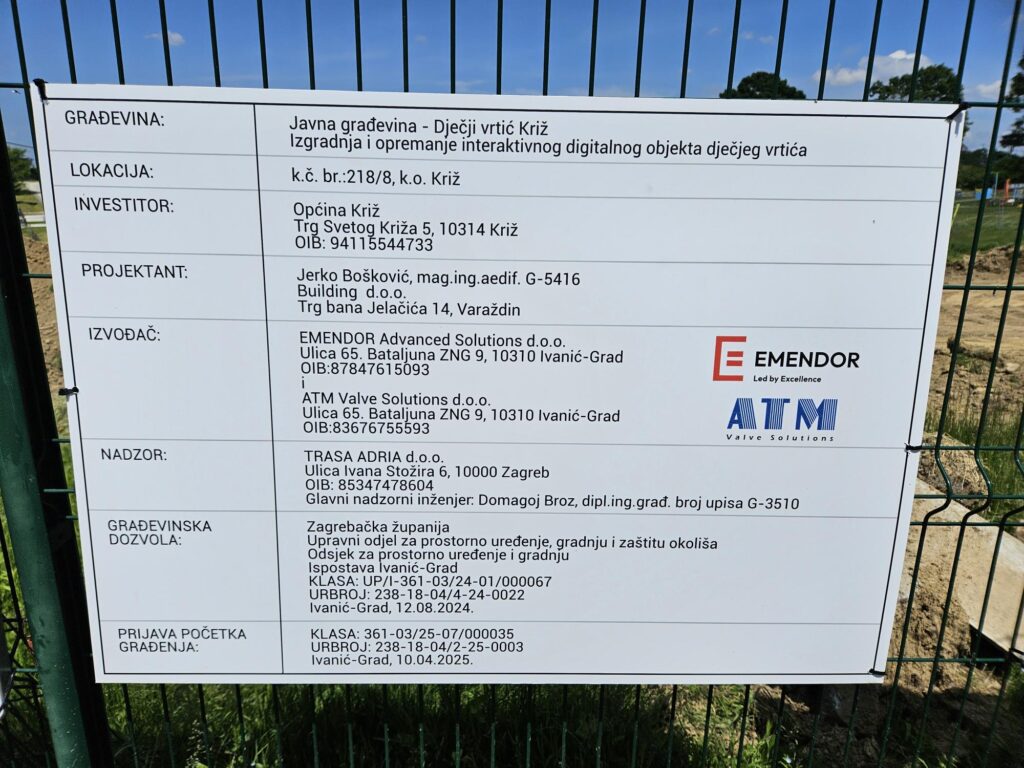 GRAĐEVINA:
Javna građevina - Dječji vrtić Križ
Izgradnja i opremanje interaktivnog digitalnog objekta dječjeg vrtića
LOKACIJA:
k.č. br.:218/8, k.o. Križ
INVESTITOR:
Općina Križ
Trg Svetog Križa 5, 10314 Križ
OIB: 94115544733
PROJEKTANT:
Jerko Bošković, mag.ing.aedif. G-5416
Building d.o.o.
Trg bana Jelačića 14, Varaždin
IZVOĐAČ:
EMENDOR Advanced Solutions d.o.o.
Ulica 65. Bataljuna ZNG 9, 10310 Ivanić-Grad
OIB:87847615093
i
ATM Valve Solutions d.o.o.
Ulica 65. Bataljuna ZNG 9, 10310 Ivanić-Grad
OIB:83676755593
EMENDOR
Led by Excellence
ATM
Valve Solutions
NADZOR:
TRASA ADRIA d.o.o.
Ulica Ivana Stožira 6, 10000 Zagreb
OIB: 85347478604
Glavni nadzorni inženjer: Domagoj Broz, dipl.ing.građ. broj upisa G-3510
GRAĐEVINSKA
DOZVOLA:
Zagrebačka županija
Upravni odjel za prostorno uređenje, gradnju i zaštitu okoliša
Odsjek za prostorno uređenje i gradnju
Ispostava Ivanić-Grad
KLASA: UP/I-361-03/24-01/000067
URBROJ: 238-18-04/4-24-0022
Ivanić-Grad, 12.08.2024.
PRIJAVA POČETKA
GRAĐENJA:
KLASA: 361-03/25-07/000035
URBROJ: 238-18-04/2-25-0003
Ivanić-Grad, 10.04.2025.